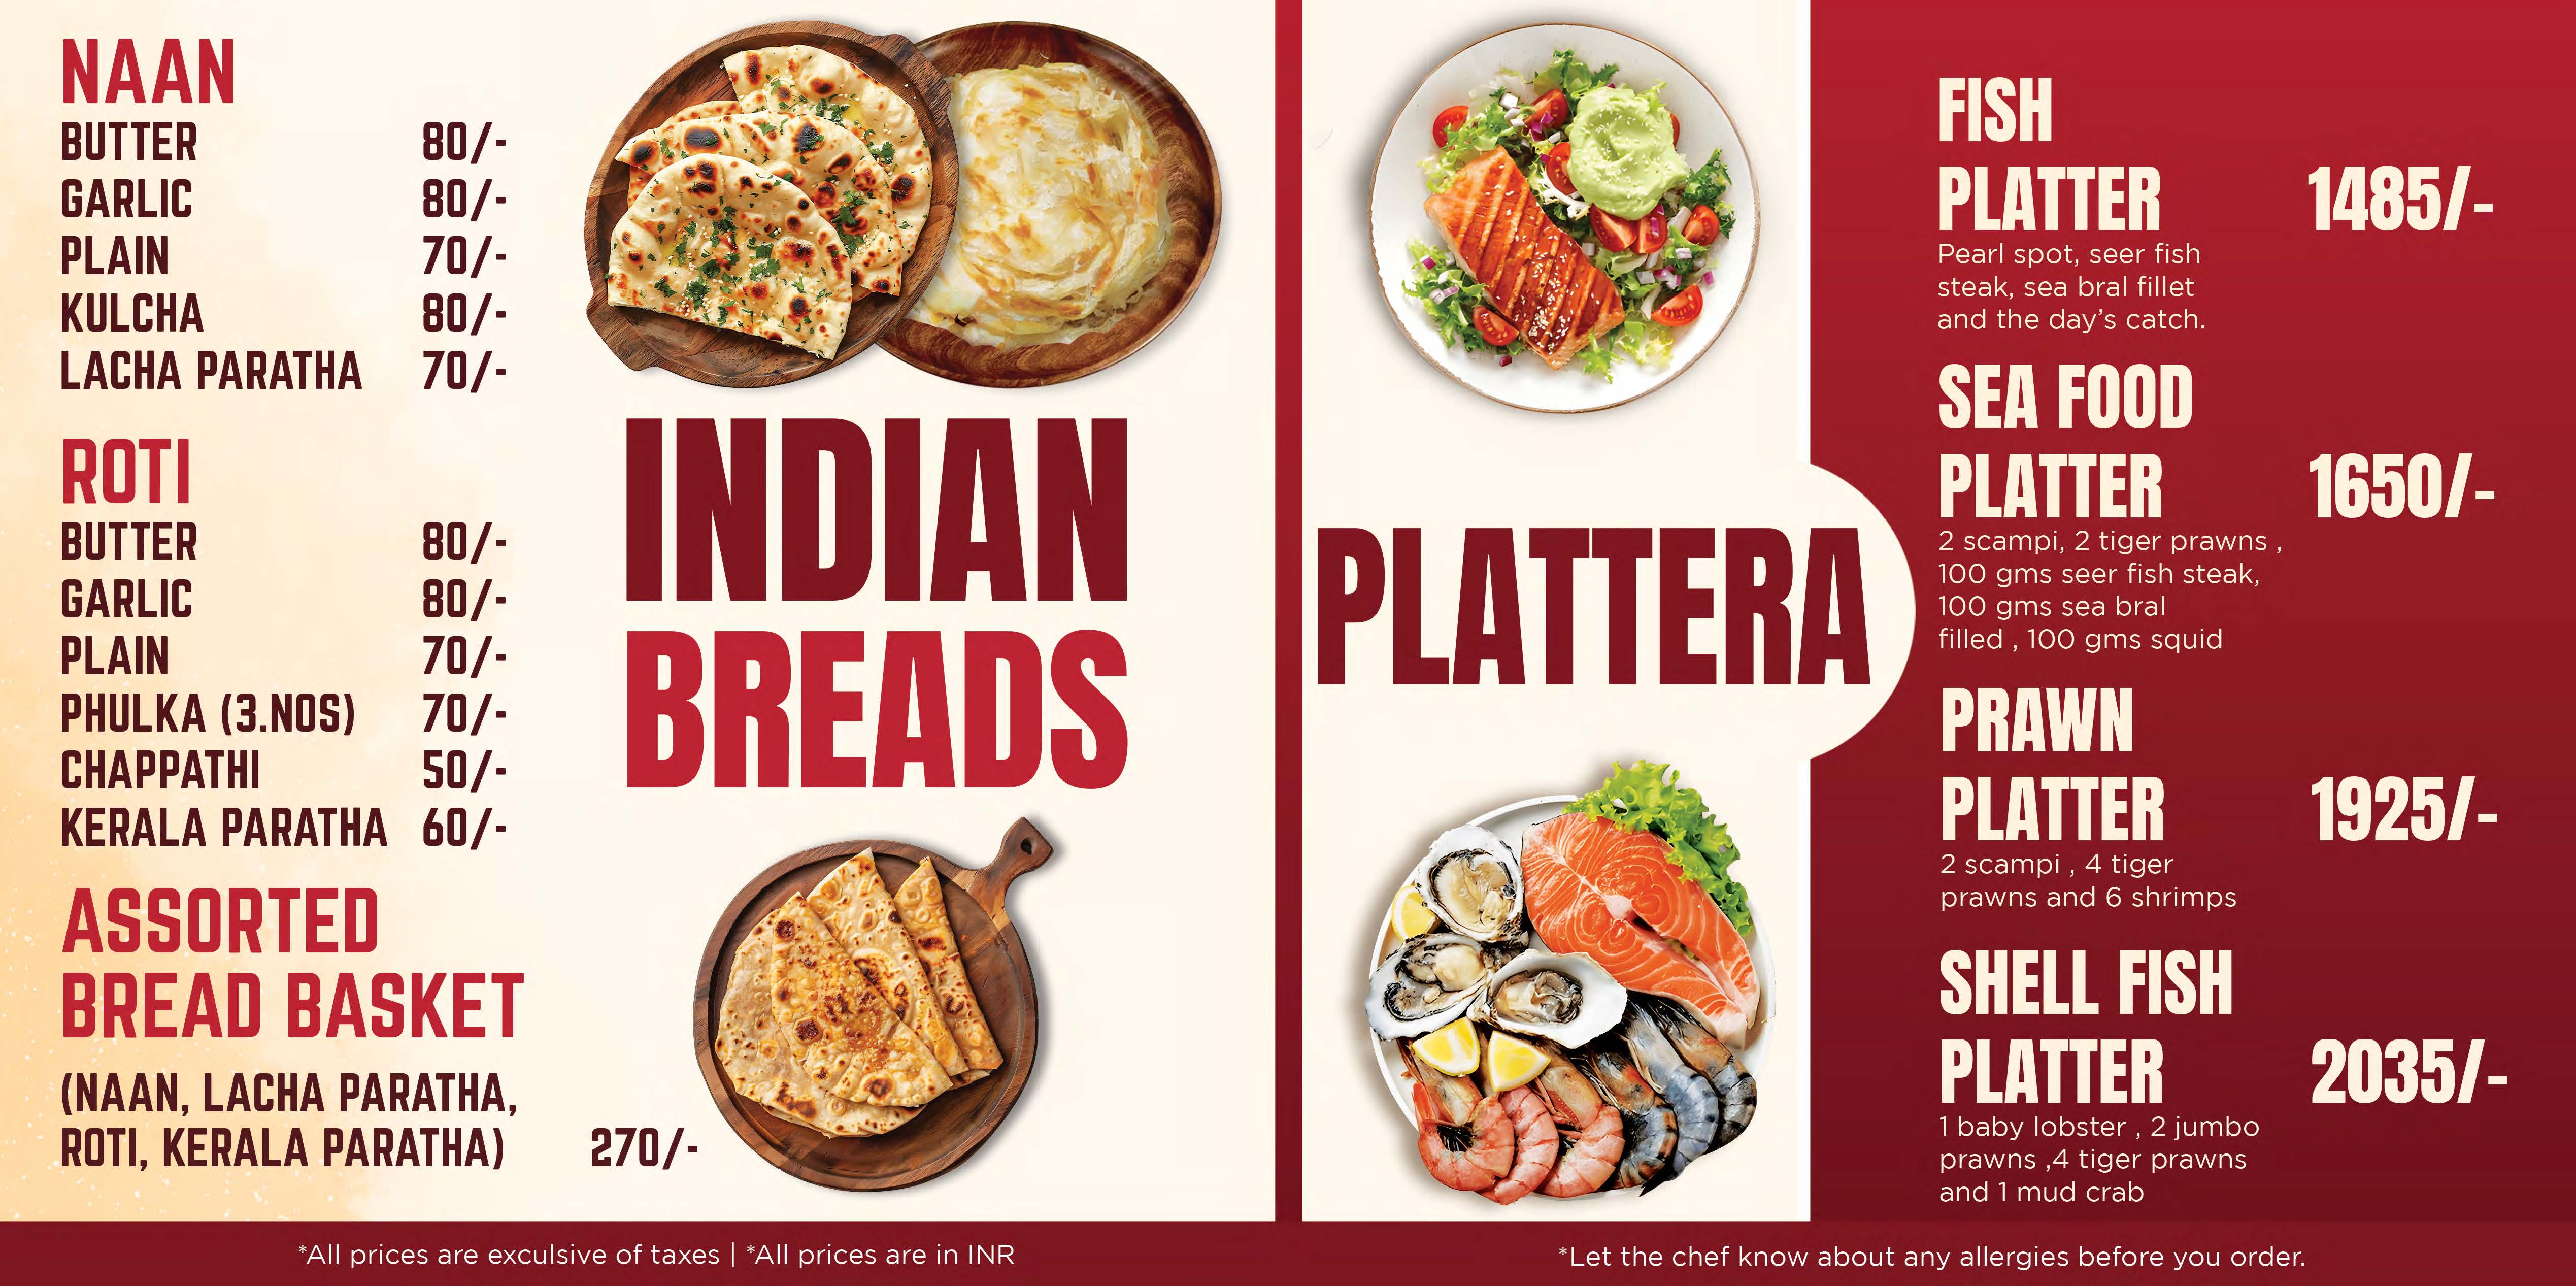 NAAN
BUTTER 80/-
GARLIC 80/-
PLAIN 70/-
KULCHA 80/-
LACHA PARATHA 70/-
ROTI
BUTTER 80/-
GARLIC 80/-
PLAIN 70/-
PHULKA (3.NOS) 70/-
CHAPPATHI 50/-
KERALA PARATHA 60/-
ASSORTED
BREAD BASKET
(NAAN, LACHA PARATHA,
ROTI, KERALA PARATHA) 270/-
INDIAN
BREADS
*All prices are exculsive of taxes | *All prices are in INR
PLATTERA
FISH
PLATTER 1485/-
Pearl spot, seer fish
steak, sea bral fillet
and the day's catch.
SEA FOOD
PLATTER 1650/-
2 scampi, 2 tiger prawns ,
100 gms seer fish steak,
100 gms sea bral
filled , 100 gms squid
PRAWN
PLATTER 1925/-
2 scampi , 4 tiger
prawns and 6 shrimps
SHELL FISH
PLATTER 2035/-
1 baby lobster , 2 jumbo
prawns ,4 tiger prawns
and 1 mud crab
*Let the chef know about any allergies before you order.